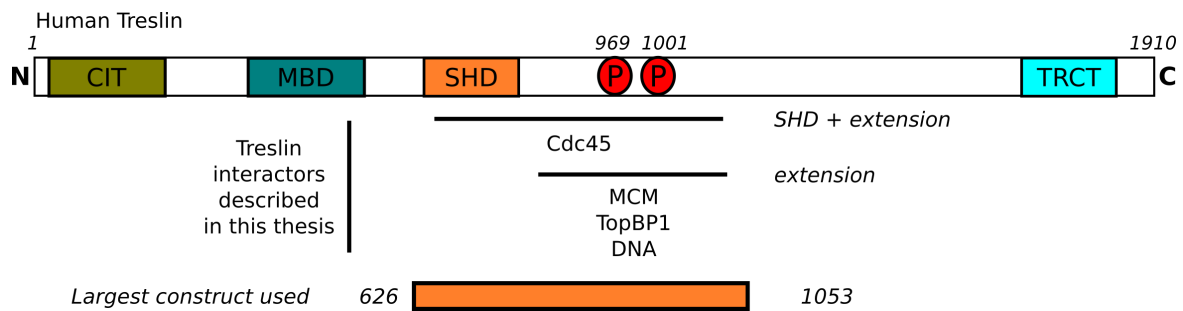 Human Treslin
1 969 1001 1910
N CIT MBD SHD P P TRCT C
SHD + extension
Cdc45
extension
Treslin
interactors
described
in this thesis
MCM
TopBP1
DNA
Largest construct used 626 1053